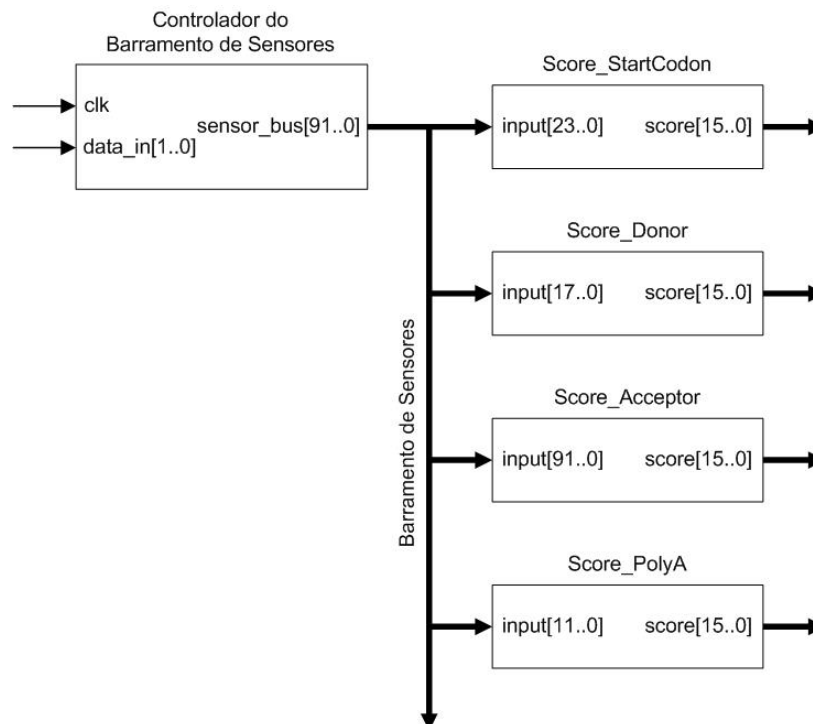 Controlador do
Barramento de Sensores
clk
data_in[1..0]
sensor_bus[91..0]
Barramento de Sensores
Score_StartCodon
input[23..0]
score[15..0]
Score_Donor
input[17..0]
score[15..0]
Score_Acceptor
input[91..0]
score[15..0]
Score_PolyA
input[11..0]
score[15..0]